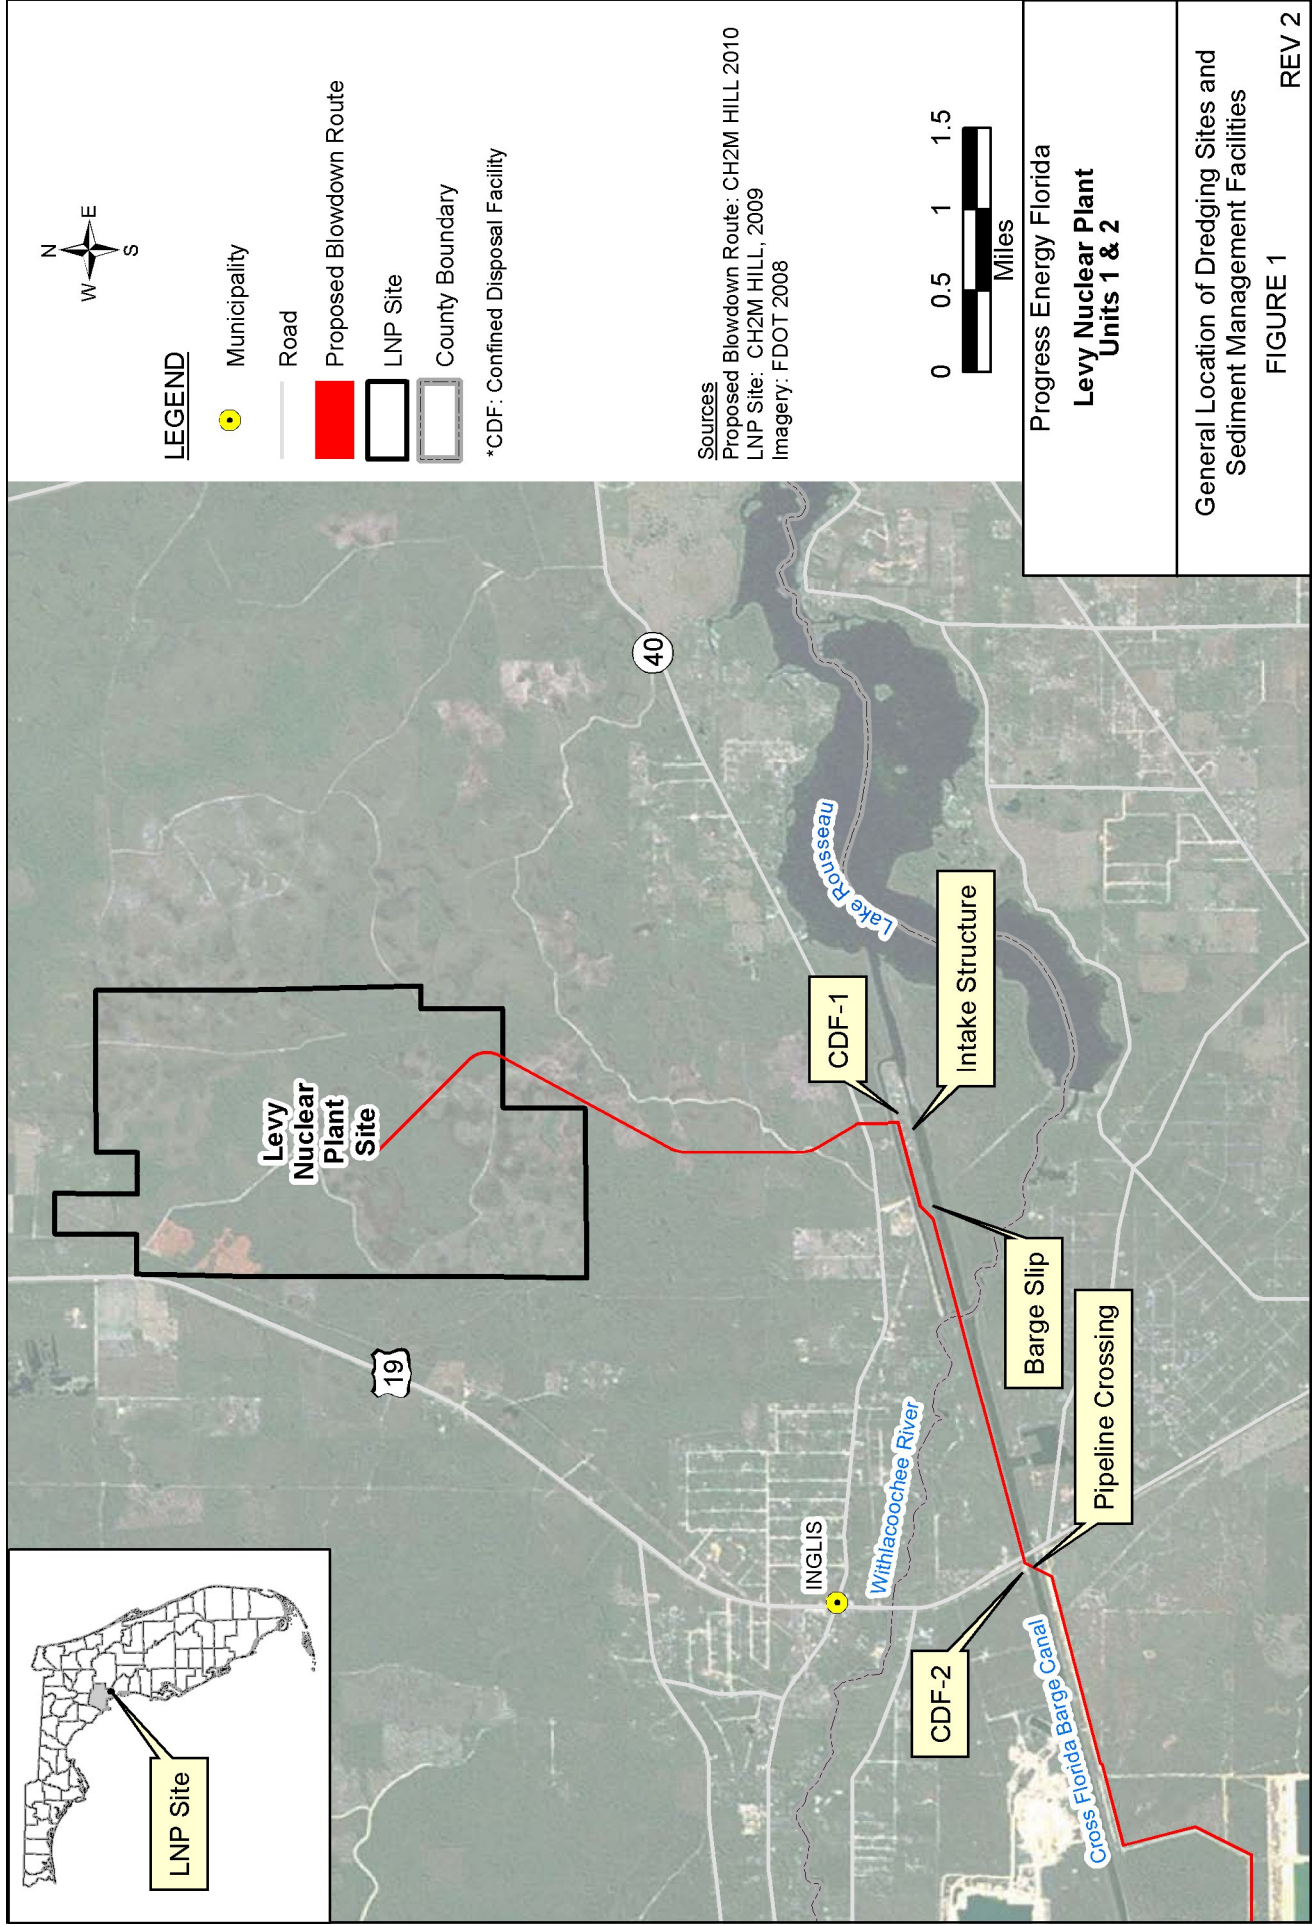 LNP Site
Levy
Nuclear
Plant
Site
19
40
INGLIS
Withlacoochee River
Lake Rousseau
CDF-1
Intake Structure
Barge Slip
Pipeline Crossing
CDF-2
Cross Florida Barge Canal
N
W
E
S
LEGEND
Municipality
Road
Proposed Blowdown Route
LNP Site
County Boundary
*CDF: Confined Disposal Facility
Sources
Proposed Blowdown Route: CH2M HILL 2010
LNP Site: CH2M HILL, 2009
Imagery: FDOT 2008
0 0.5 1 1.5
Miles
Progress Energy Florida
Levy Nuclear Plant
Units 1 & 2
General Location of Dredging Sites and
Sediment Management Facilities
FIGURE 1
REV 2